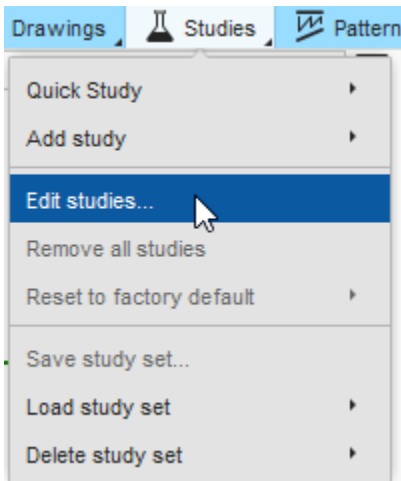 Drawings Studies Pattern
Quick Study
Add study
Edit studies...
Remove all studies
Reset to factory default
Save study set...
Load study set
Delete study set